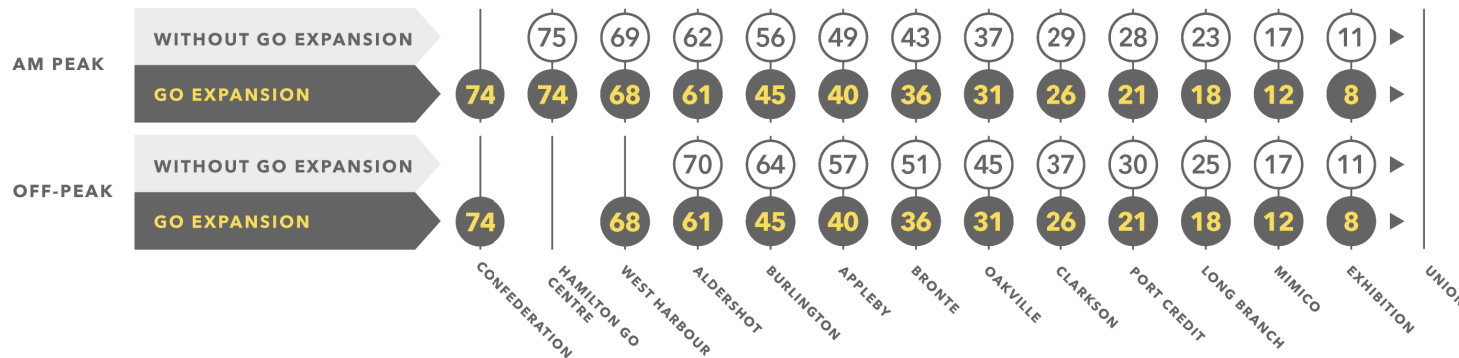 AM PEAK
WITHOUT GO EXPANSION 75 69 62 56 49 43 37 29 28 23 17 11
GO EXPANSION 74 74 68 61 45 40 36 31 26 21 18 12 8
OFF-PEAK
WITHOUT GO EXPANSION 70 64 57 51 45 37 30 25 17 11
GO EXPANSION 74 68 61 45 40 36 31 26 21 18 12 8
CONFEDERATION
HAMILTON GO
CENTRE
WEST HARBOUR
ALDERSHOT
BURLINGTON
APPLEBY
BRONTE
OAKVILLE
CLARKSON
PORT CREDIT
LONG BRANCH
MIMICO
EXHIBITION
UNION